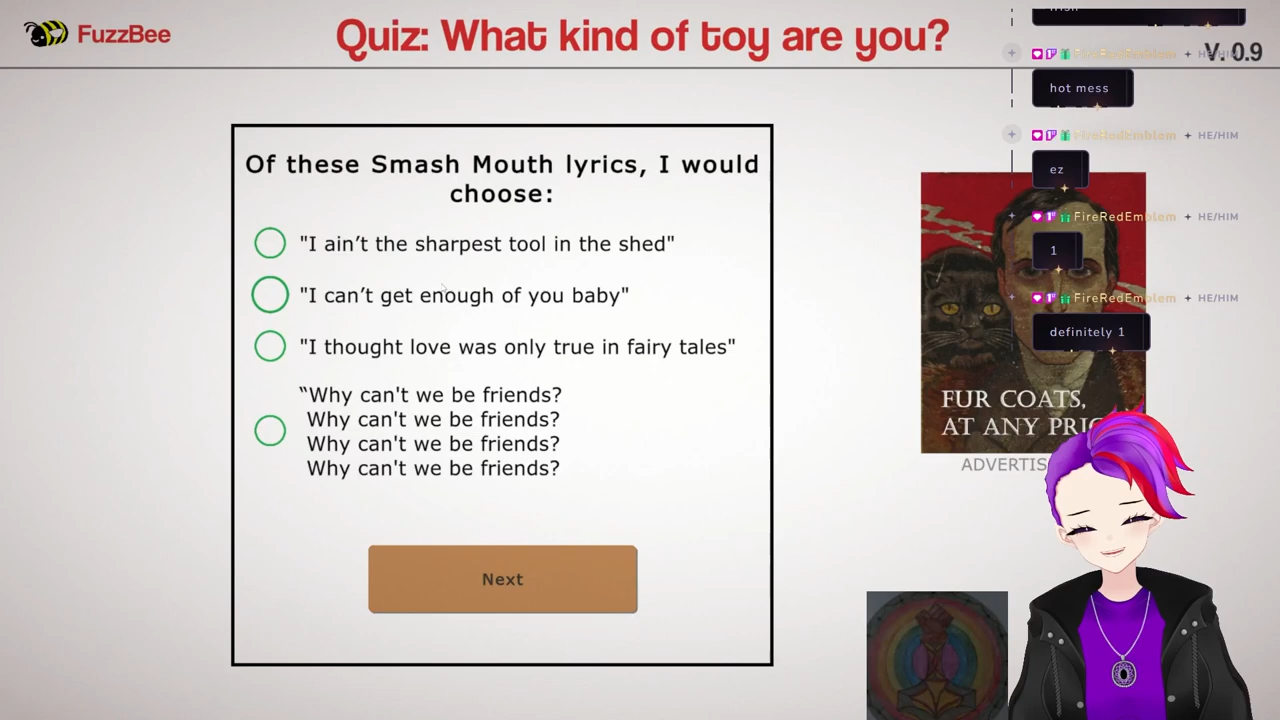 FuzzBee
Quiz: What kind of toy are you?
V. 0.9
Of these Smash Mouth lyrics, I would
choose:
"I ain’t the sharpest tool in the shed"
"I can’t get enough of you baby"
"I thought love was only true in fairy tales"
“Why can't we be friends?
Why can't we be friends?
Why can't we be friends?
Why can't we be friends?
Next
FireRedEmblem HE/HIM
hot mess
FireRedEmblem HE/HIM
ez
FireRedEmblem HE/HIM
1
FireRedEmblem HE/HIM
definitely 1
FUR COATS,
AT ANY